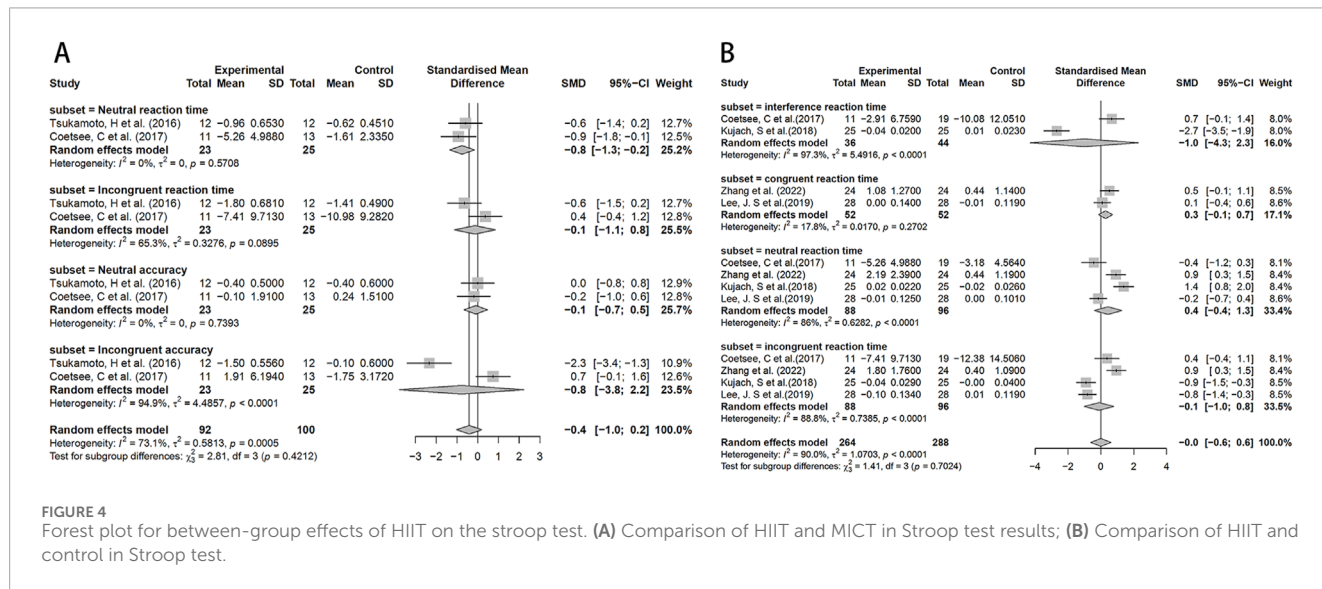 A
Experimental Control Standardised Mean
Study Total Mean SD Total Mean SD Difference SMD 95%-CI Weight
subset = Neutral reaction time
Tsukamoto, H et al. (2016) 12 −0.96 0.6530 12 −0.62 0.4510 −0.6 [−1.4; 0.2] 12.7%
Coetsee, C et al. (2017) 11 −5.26 4.9880 13 −1.61 2.3350 −0.9 [−1.8; −0.1] 12.5%
Random effects model 23 25 −0.8 [−1.3; −0.2] 25.2%
Heterogeneity: I² = 0%, τ² = 0, p = 0.5708
subset = Incongruent reaction time
Tsukamoto, H et al. (2016) 12 −1.80 0.6810 12 −1.41 0.4900 −0.6 [−1.5; 0.2] 12.7%
Coetsee, C et al. (2017) 11 −7.41 9.7130 13 −10.98 9.2820 0.4 [−0.4; 1.2] 12.8%
Random effects model 23 25 −0.1 [−1.1; 0.8] 25.5%
Heterogeneity: I² = 65.3%, τ² = 0.3276, p = 0.0895
subset = Neutral accuracy
Tsukamoto, H et al. (2016) 12 −0.40 0.5000 12 −0.40 0.6000 0.0 [−0.8; 0.8] 12.9%
Coetsee, C et al. (2017) 11 −0.10 1.9100 13 0.24 1.5100 −0.2 [−1.0; 0.6] 12.8%
Random effects model 23 25 −0.1 [−0.7; 0.5] 25.7%
Heterogeneity: I² = 0%, τ² = 0, p = 0.7393
subset = Incongruent accuracy
Tsukamoto, H et al. (2016) 12 −1.50 0.5560 12 −0.10 0.6000 −2.3 [−3.4; −1.3] 10.9%
Coetsee, C et al. (2017) 11 1.91 6.1940 13 −1.75 3.1720 0.7 [−0.1; 1.6] 12.6%
Random effects model 23 25 −0.8 [−3.8; 2.2] 23.5%
Heterogeneity: I² = 94.9%, τ² = 4.4857, p < 0.0001
Random effects model 92 100 −0.4 [−1.0; 0.2] 100.0%
Heterogeneity: I² = 73.1%, τ² = 0.5813, p = 0.0005
Test for subgroup differences: χ₃² = 2.81, df = 3 (p = 0.4212)
−3 −2 −1 0 1 2 3
B
Experimental Control Standardised Mean
Study Total Mean SD Total Mean SD Difference SMD 95%-CI Weight
subset = interference reaction time
Coetsee, C et al.(2017) 11 −2.91 6.7590 19 −10.08 12.0510 0.7 [−0.1; 1.4] 8.0%
Kujach, S et al.(2018) 25 −0.04 0.0200 25 0.01 0.0230 −2.7 [−3.5; −1.9] 8.0%
Random effects model 36 44 −1.0 [−4.3; 2.3] 16.0%
Heterogeneity: I² = 97.3%, τ² = 5.4916, p < 0.0001
subset = congruent reaction time
Zhang et al. (2022) 24 1.08 1.2700 24 0.44 1.1400 0.5 [−0.1; 1.1] 8.5%
Lee, J. S et al.(2019) 28 0.00 0.1400 28 −0.01 0.1190 0.1 [−0.4; 0.6] 8.6%
Random effects model 52 52 0.3 [−0.1; 0.7] 17.1%
Heterogeneity: I² = 17.8%, τ² = 0.0170, p = 0.2702
subset = neutral reaction time
Coetsee, C et al.(2017) 11 −5.26 4.9880 19 −3.18 4.5640 −0.4 [−1.2; 0.3] 8.1%
Zhang et al. (2022) 24 2.19 2.3900 24 0.44 1.1900 0.9 [0.3; 1.5] 8.4%
Kujach, S et al.(2018) 25 0.02 0.0220 25 −0.02 0.0260 1.4 [0.8; 2.0] 8.4%
Lee, J. S et al.(2019) 28 −0.01 0.1250 28 0.00 0.1010 −0.2 [−0.7; 0.4] 8.6%
Random effects model 88 96 0.4 [−0.4; 1.3] 33.4%
Heterogeneity: I² = 86%, τ² = 0.6282, p < 0.0001
subset = incongruent reaction time
Coetsee, C et al.(2017) 11 −7.41 9.7130 19 −12.38 14.5060 0.4 [−0.4; 1.1] 8.1%
Zhang et al. (2022) 24 1.80 1.7600 24 0.40 1.0900 0.9 [0.3; 1.5] 8.4%
Kujach, S et al.(2018) 25 −0.04 0.0290 25 −0.00 0.0400 −0.9 [−1.5; −0.3] 8.4%
Lee, J. S et al.(2019) 28 −0.10 0.1340 28 0.01 0.1190 −0.8 [−1.4; −0.3] 8.6%
Random effects model 88 96 −0.1 [−1.0; 0.8] 33.5%
Heterogeneity: I² = 88.8%, τ² = 0.7385, p < 0.0001
Random effects model 264 288 −0.0 [−0.6; 0.6] 100.0%
Heterogeneity: I² = 90.0%, τ² = 1.0703, p < 0.0001
Test for subgroup differences: χ₃² = 1.41, df = 3 (p = 0.7024)
−4 −2 0 2 4
FIGURE 4
Forest plot for between-group effects of HIIT on the stroop test. (A) Comparison of HIIT and MICT in Stroop test results; (B) Comparison of HIIT and
control in Stroop test.